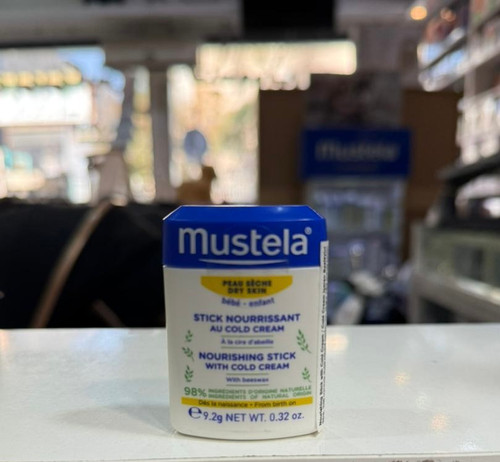 Mustela
Mustela®
PEAU SÈCHE
DRY SKIN
bébé - enfant
STICK NOURRISSANT
AU COLD CREAM
À la cire d'abeille
NOURISHING STICK
WITH COLD CREAM
With beeswax
98% INGRÉDIENTS D'ORIGINE NATURELLE
INGREDIENTS OF NATURAL ORIGIN
Dès la naissance - From birth on
℮ 9.2g NET WT. 0.32 oz.